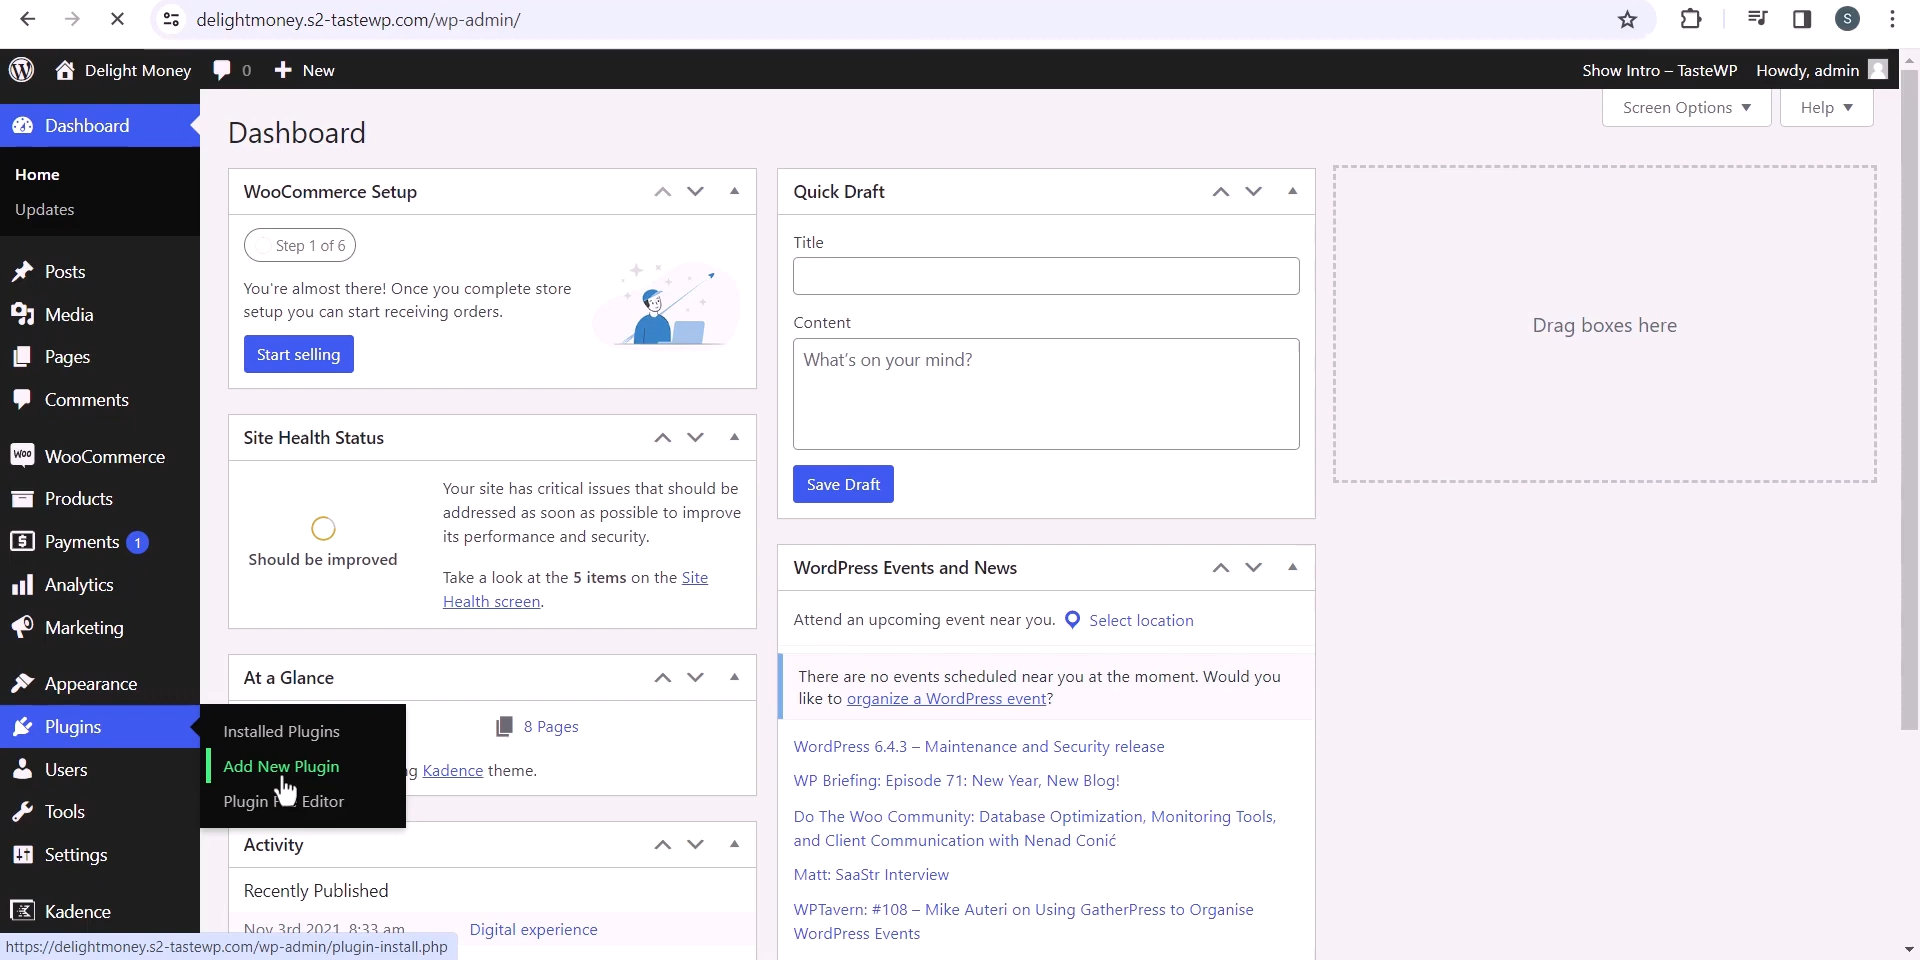 delightmoney.s2-tastewp.com/wp-admin/
S
Delight Money
0
New
Show Intro – TasteWP
Howdy, admin
Dashboard
Home
Updates
Posts
Media
Pages
Comments
Woo
WooCommerce
Products
Payments 1
Analytics
Marketing
Appearance
Plugins
Users
Tools
Settings
Kadence
Installed Plugins
Add New Plugin
Plugin Editor
https://delightmoney.s2-tastewp.com/wp-admin/plugin-install.php
Screen Options
Help
Dashboard
WooCommerce Setup
Step 1 of 6
You're almost there! Once you complete store
setup you can start receiving orders.
Start selling
Site Health Status
Should be improved
Your site has critical issues that should be
addressed as soon as possible to improve
its performance and security.
Take a look at the 5 items on the Site
Health screen.
At a Glance
8 Pages
Kadence theme.
Activity
Recently Published
Nov 3rd 2021, 8:33 am
Digital experience
Quick Draft
Title
Content
What's on your mind?
Save Draft
WordPress Events and News
Attend an upcoming event near you.
Select location
There are no events scheduled near you at the moment. Would you
like to organize a WordPress event?
WordPress 6.4.3 – Maintenance and Security release
WP Briefing: Episode 71: New Year, New Blog!
Do The Woo Community: Database Optimization, Monitoring Tools,
and Client Communication with Nenad Conić
Matt: SaaStr Interview
WPTavern: #108 – Mike Auteri on Using GatherPress to Organise
WordPress Events
Drag boxes here